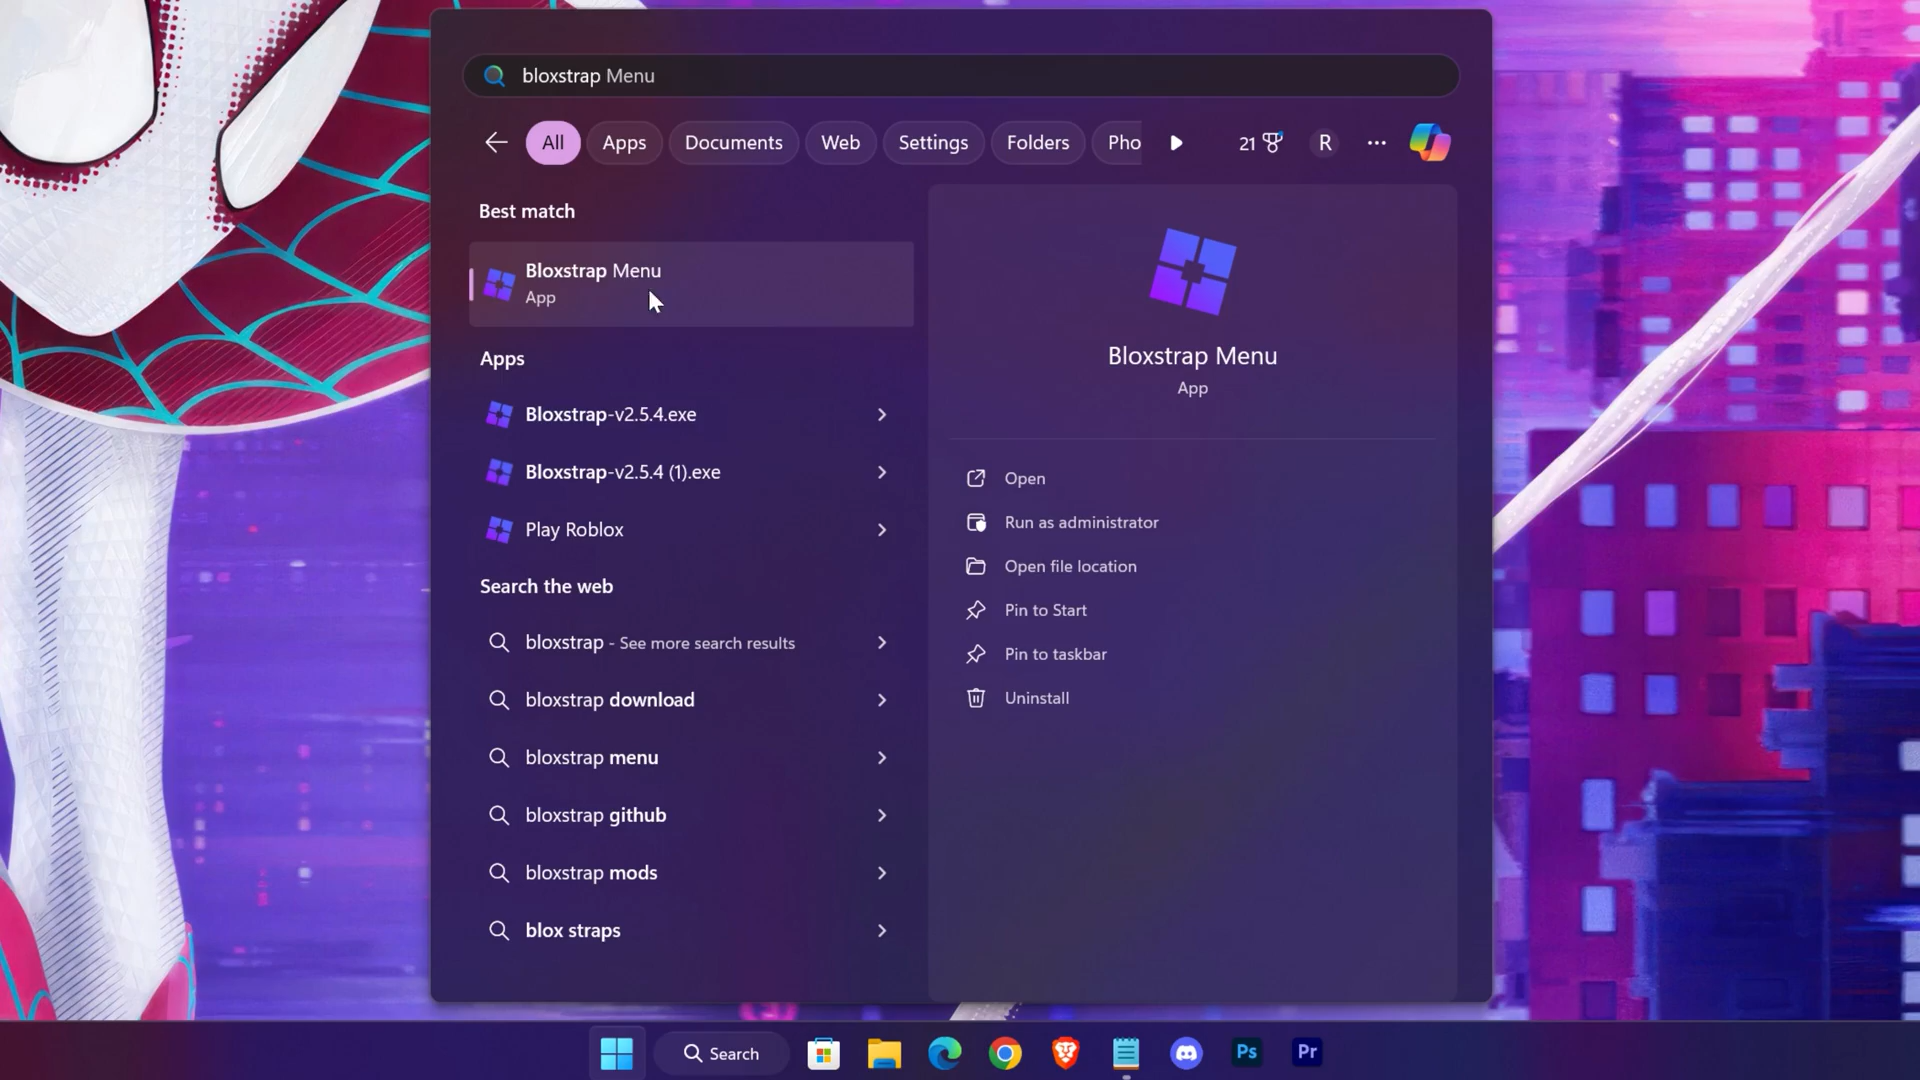 bloxstrap Menu
All
Apps
Documents
Web
Settings
Folders
Pho
21
R
Best match
Bloxstrap Menu
App
Apps
Bloxstrap-v2.5.4.exe
Bloxstrap-v2.5.4 (1).exe
Play Roblox
Search the web
bloxstrap - See more search results
bloxstrap download
bloxstrap menu
bloxstrap github
bloxstrap mods
blox straps
Bloxstrap Menu
App
Open
Run as administrator
Open file location
Pin to Start
Pin to taskbar
Uninstall
Search
Ps
Pr